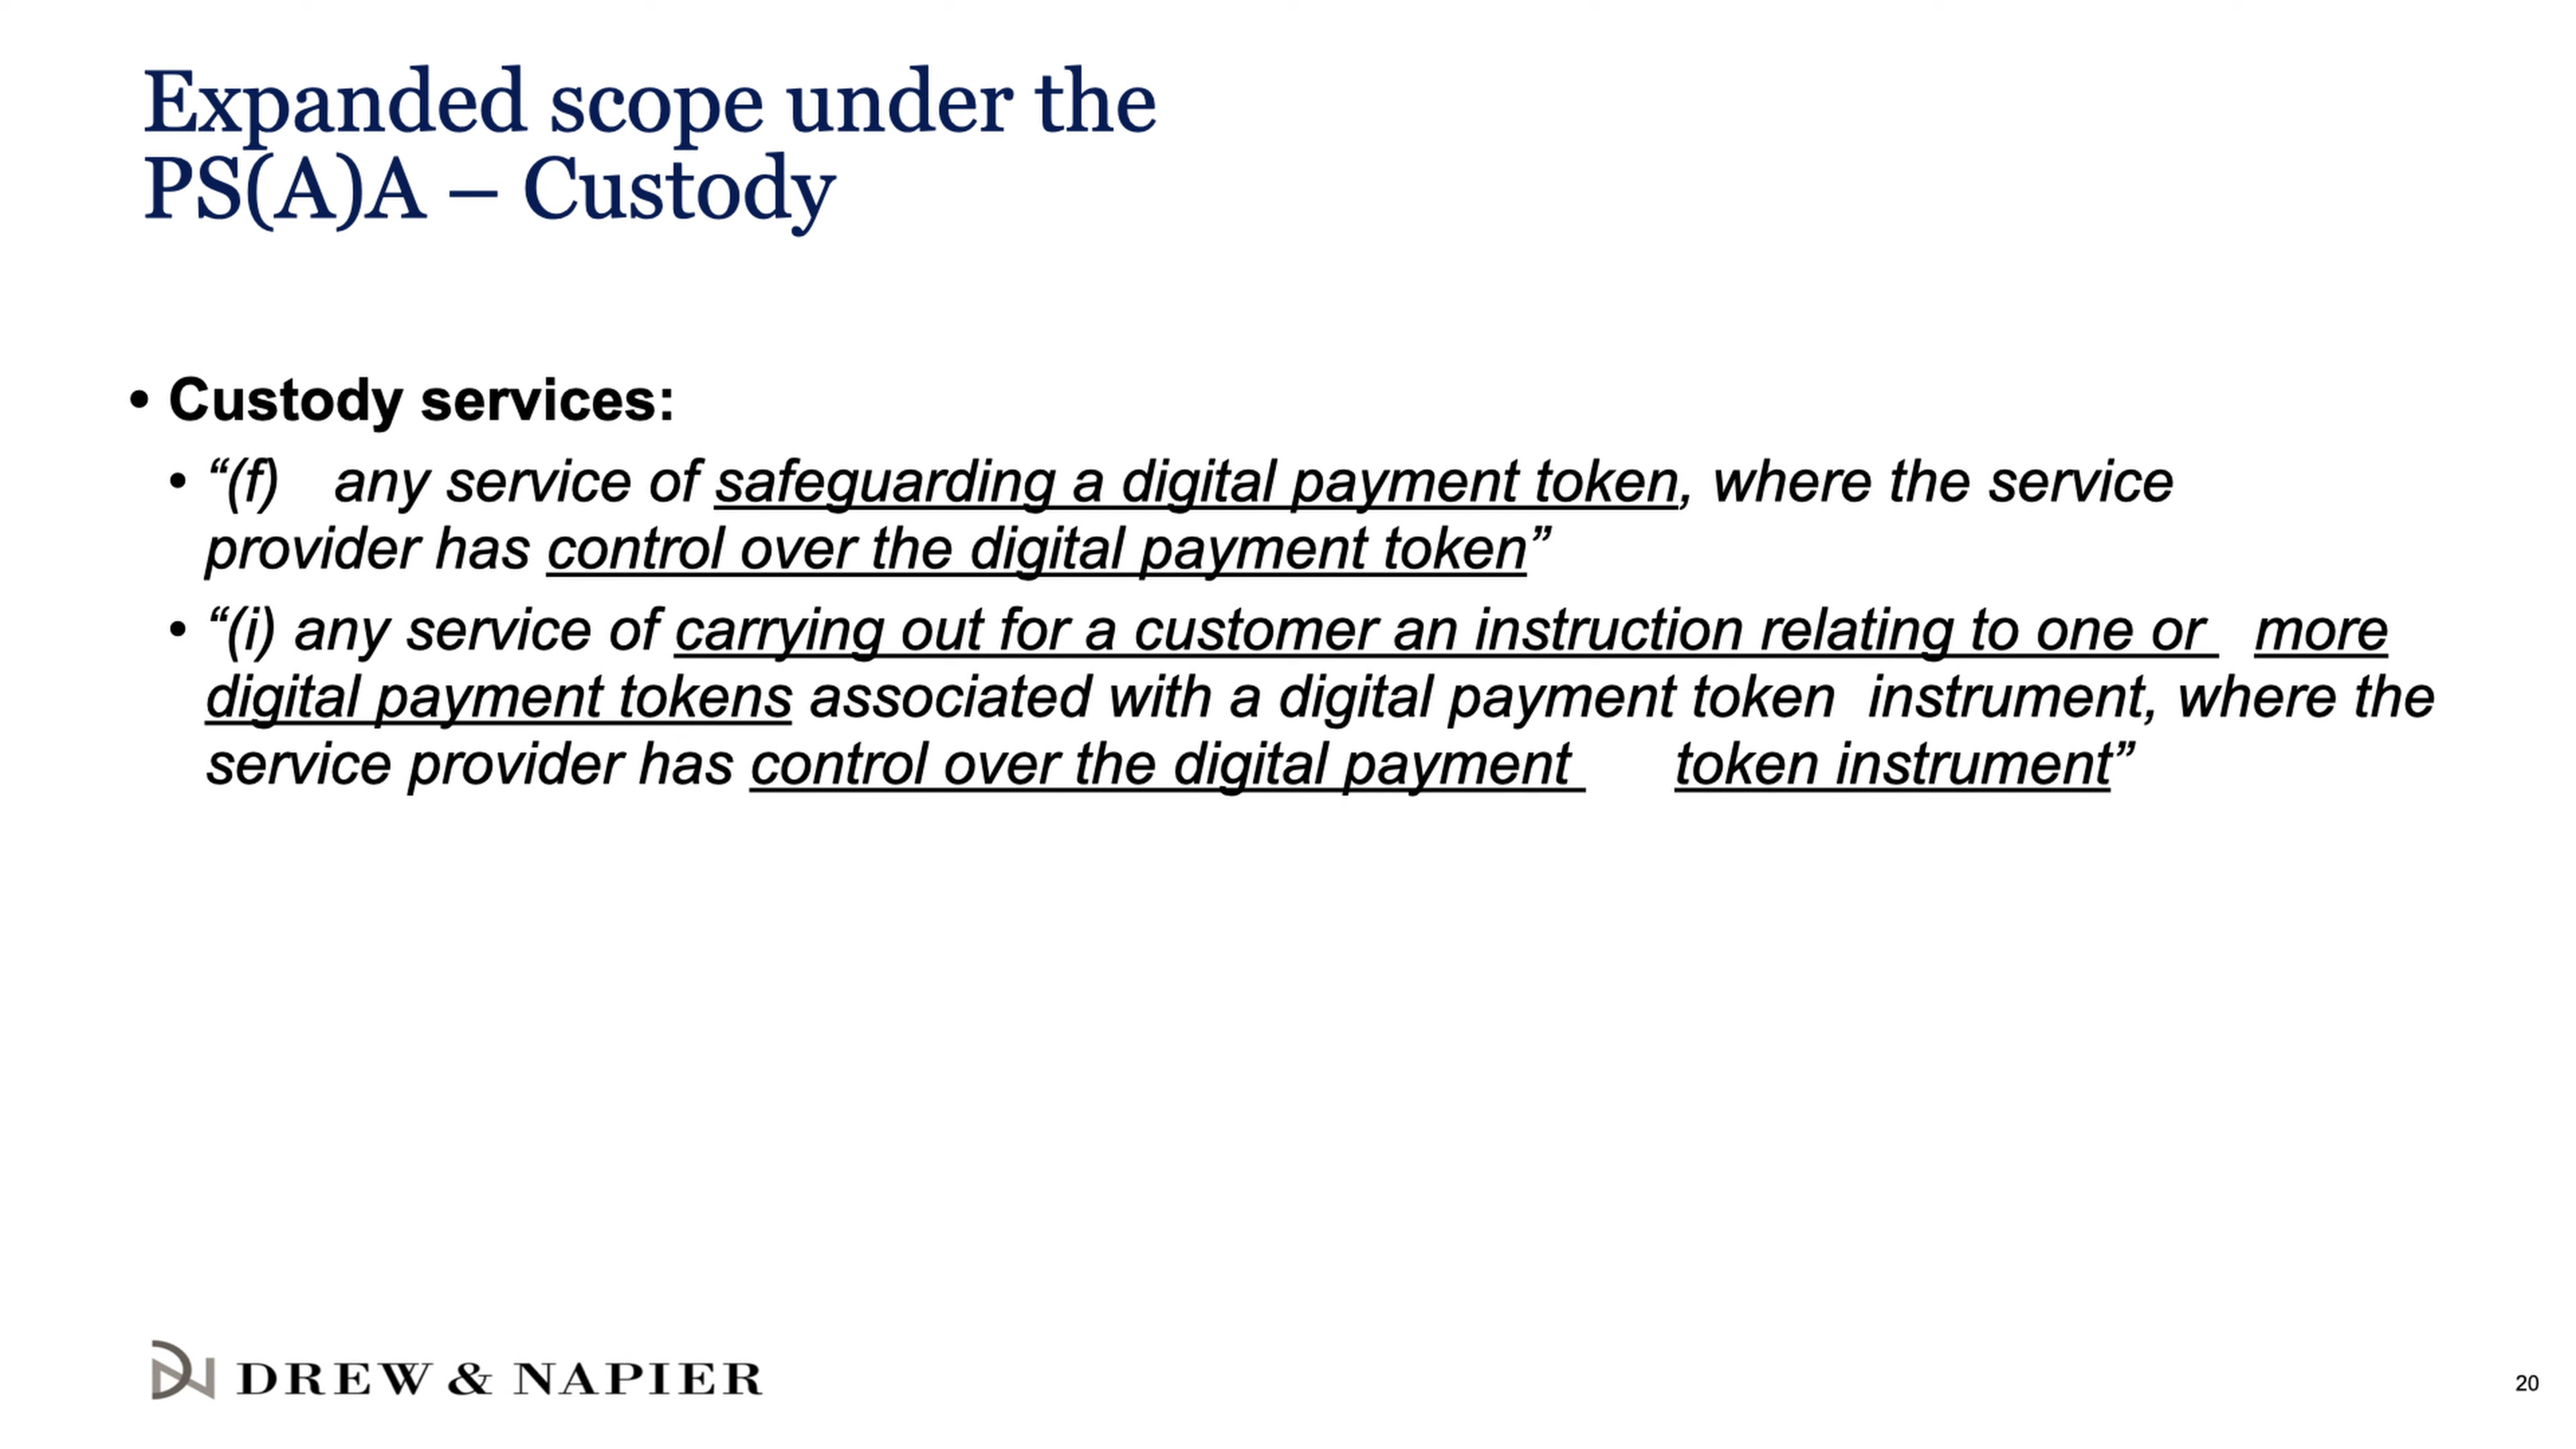 Expanded scope under the
PS(A)A – Custody
• Custody services:
• “(f) any service of safeguarding a digital payment token, where the service
provider has control over the digital payment token”
• “(i) any service of carrying out for a customer an instruction relating to one or more
digital payment tokens associated with a digital payment token instrument, where the
service provider has control over the digital payment token instrument”
DREW & NAPIER
20